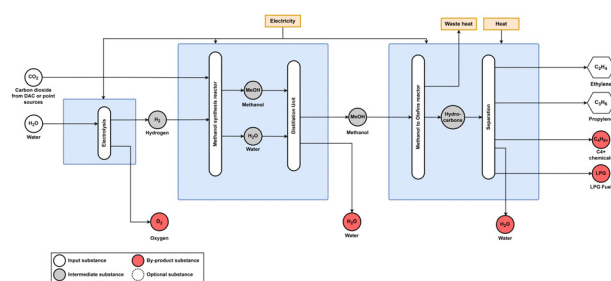 Electricity
Waste heat
Heat
CO₂
Carbon dioxide
from DAC or point
sources
H₂O
Water
Electrolysis
H₂
Hydrogen
O₂
Oxygen
Methanol synthesis reactor
MeOH
Methanol
H₂O
Water
Distillation Unit
MeOH
Methanol
H₂O
Water
Methanol to Olefins reactor
Hydro-
carbons
Separation
C₂H₄
Ethylene
C₃H₆
Propylene
C4+
chemicals
LPG
LPG Fuel
H₂O
Water
Input substance
By-product substance
Intermediate substance
Optional substance